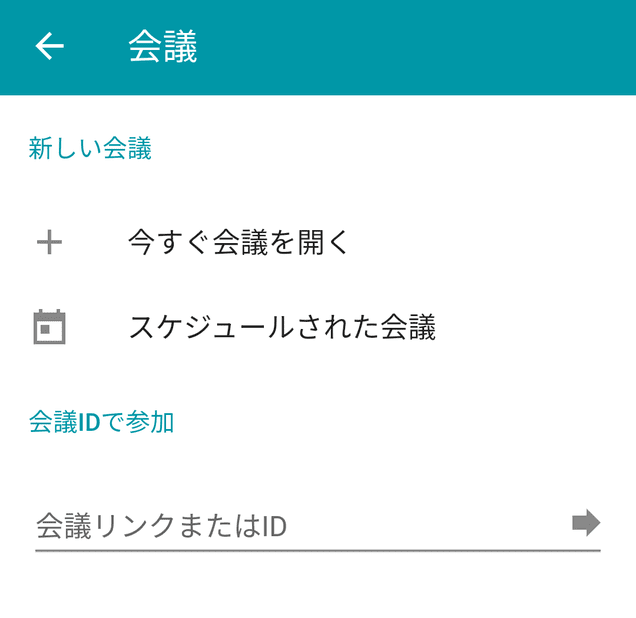 会議
新しい会議
今すぐ会議を開く
スケジュールされた会議
会議IDで参加
会議リンクまたはID